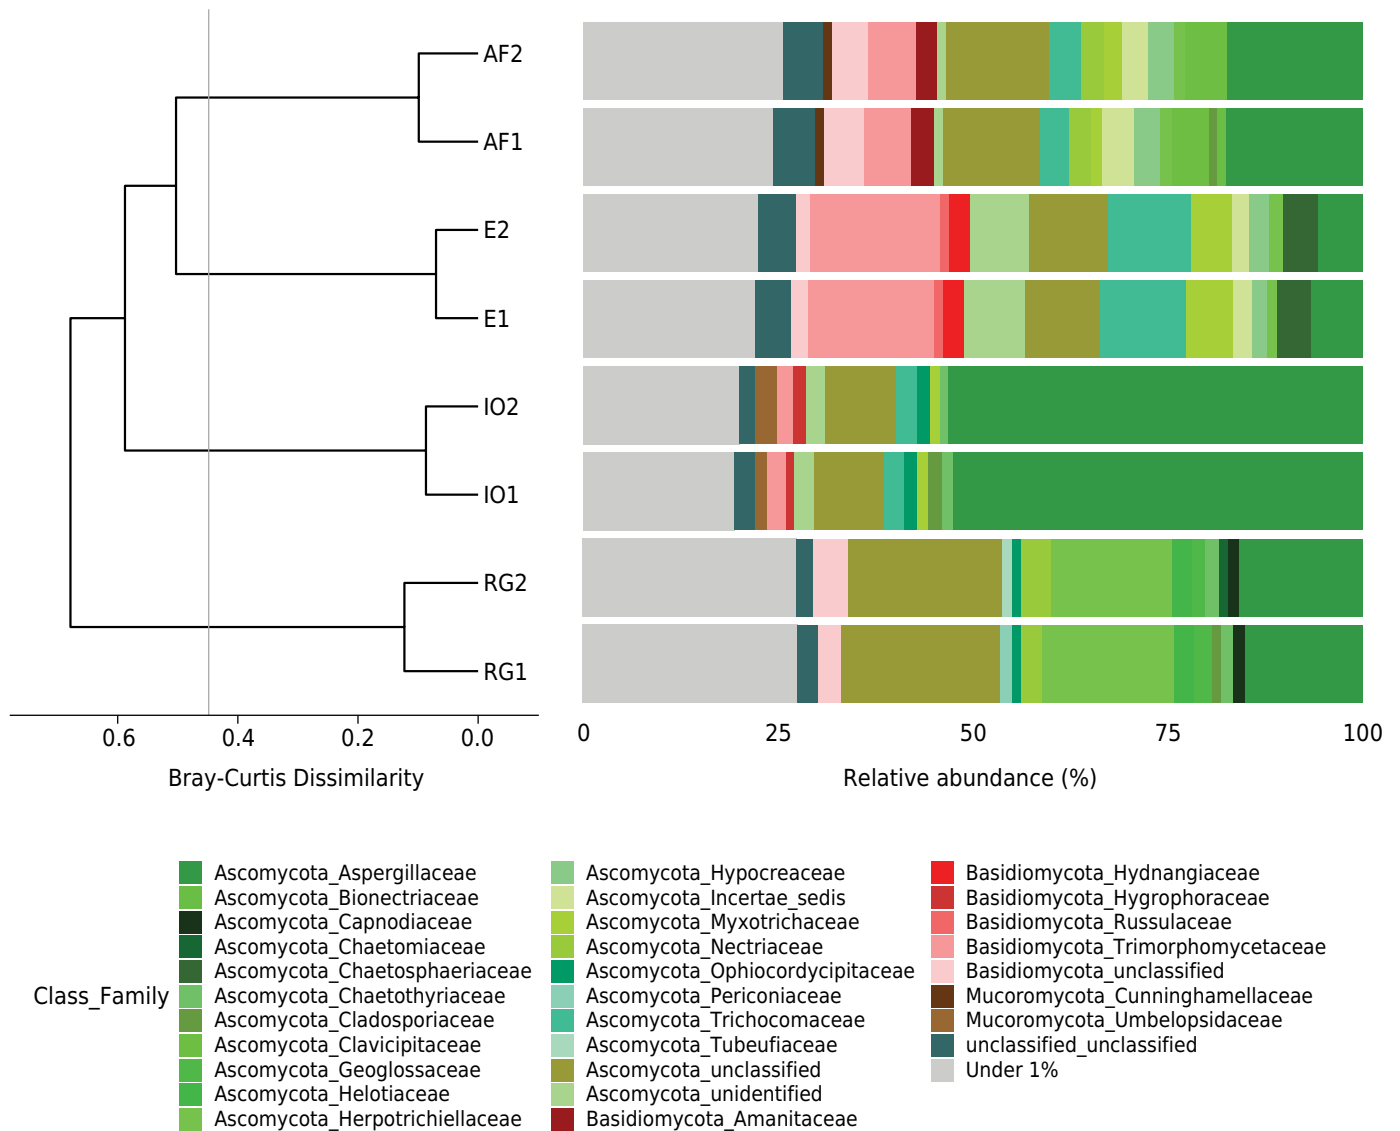 AF2
AF1
E2
E1
IO2
IO1
RG2
RG1
0.6 0.4 0.2 0.0
Bray-Curtis Dissimilarity
0 25 50 75 100
Relative abundance (%)
Class_Family
Ascomycota_Aspergillaceae
Ascomycota_Bionectriaceae
Ascomycota_Capnodiaceae
Ascomycota_Chaetomiaceae
Ascomycota_Chaetosphaeriaceae
Ascomycota_Chaetothyriaceae
Ascomycota_Cladosporiaceae
Ascomycota_Clavicipitaceae
Ascomycota_Geoglossaceae
Ascomycota_Helotiaceae
Ascomycota_Herpotrichiellaceae
Ascomycota_Hypocreaceae
Ascomycota_Incertae_sedis
Ascomycota_Myxotrichaceae
Ascomycota_Nectriaceae
Ascomycota_Ophiocordycipitaceae
Ascomycota_Periconiaceae
Ascomycota_Trichocomaceae
Ascomycota_Tubeufiaceae
Ascomycota_unclassified
Ascomycota_unidentified
Basidiomycota_Amanitaceae
Basidiomycota_Hydnangiaceae
Basidiomycota_Hygrophoraceae
Basidiomycota_Russulaceae
Basidiomycota_Trimorphomycetaceae
Basidiomycota_unclassified
Mucoromycota_Cunninghamellaceae
Mucoromycota_Umbelopsidaceae
unclassified_unclassified
Under 1%